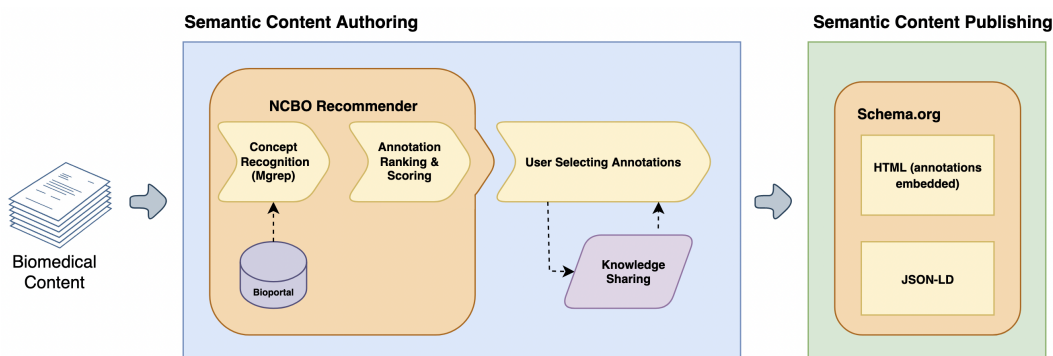 Semantic Content Authoring
Semantic Content Publishing
NCBO Recommender
Concept
Recognition
(Mgrep)
Annotation
Ranking &
Scoring
User Selecting Annotations
Bioportal
Knowledge
Sharing
Biomedical
Content
Schema.org
HTML (annotations
embedded)
JSON-LD